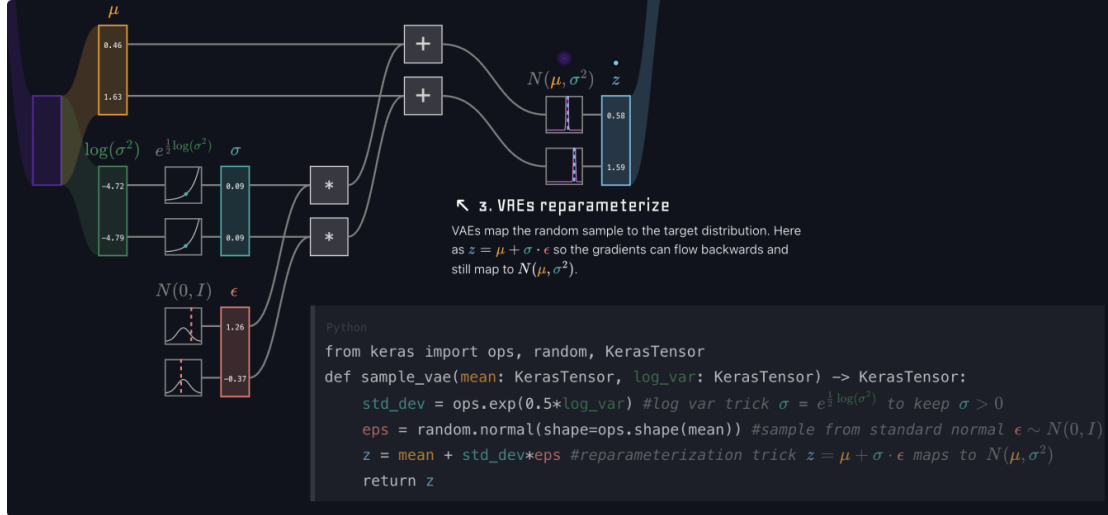 μ
0.46
1.63
+
+
N(μ, σ²)
z
0.58
1.59
log(σ²)
e^{½ log(σ²)}
σ
-4.72
-4.79
0.09
0.09
*
*
N(0, I)
ϵ
1.26
-0.37
↖ 3. VAEs reparameterize
VAEs map the random sample to the target distribution. Here
as z = μ + σ · ϵ so the gradients can flow backwards and
still map to N(μ, σ²).
Python
from keras import ops, random, KerasTensor
def sample_vae(mean: KerasTensor, log_var: KerasTensor) -> KerasTensor:
    std_dev = ops.exp(0.5*log_var) #log var trick σ = e^{½ log(σ²)} to keep σ > 0
    eps = random.normal(shape=ops.shape(mean)) #sample from standard normal ϵ ∼ N(0, I)
    z = mean + std_dev*eps #reparameterization trick z = μ + σ · ϵ maps to N(μ, σ²)
    return z